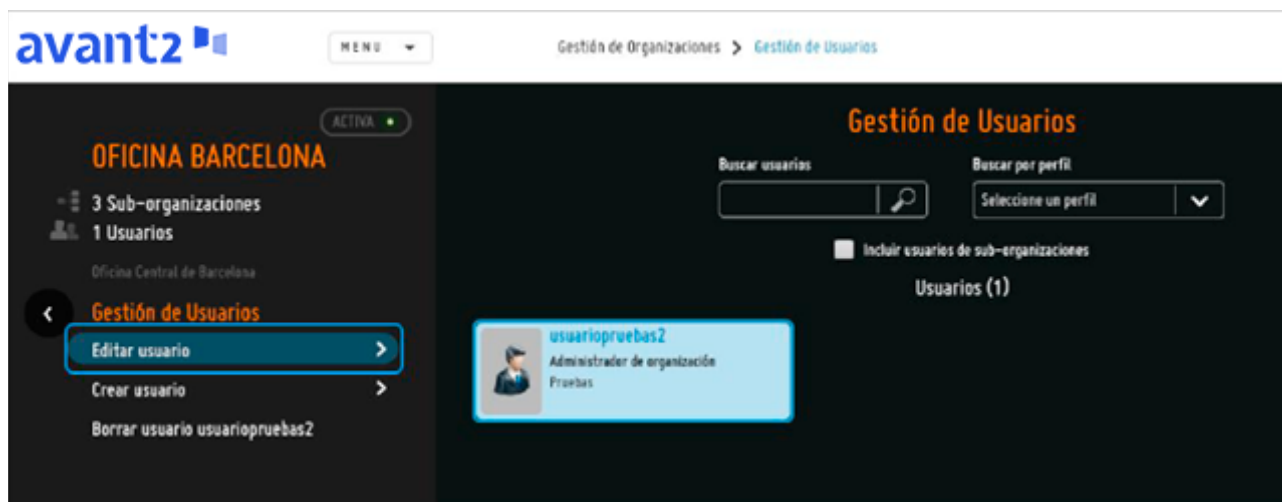 avant2
MENU
Gestión de Organizaciones > Gestión de Usuarios
ACTIVA
OFICINA BARCELONA
3 Sub-organizaciones
1 Usuarios
Oficina Central de Barcelona
Gestión de Usuarios
Editar usuario
Crear usuario
Borrar usuario usuariopruebas2
Gestión de Usuarios
Buscar usuarios
Buscar por perfil
Seleccione un perfil
Incluir usuarios de sub-organizaciones
Usuarios (1)
usuariopruebas2
Administrador de organización
Pruebas